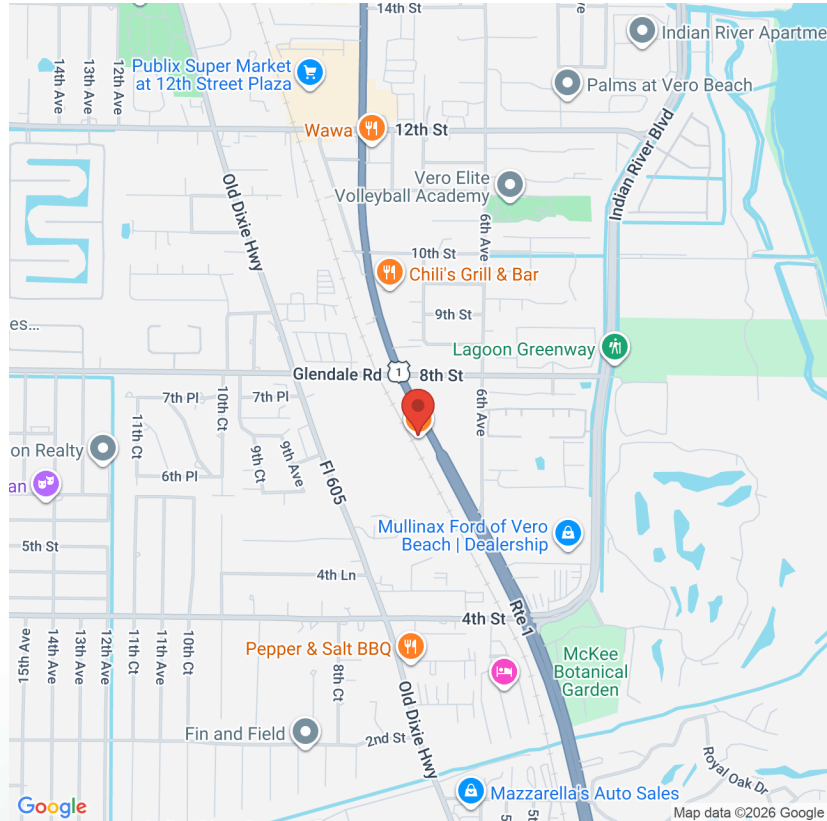 14th St
Indian River Apartme
14th Ave
13th Ave
12th Ave
Publix Super Market
at 12th Street Plaza
Palms at Vero Beach
Wawa
12th St
Indian River Blvd
Old Dixie Hwy
Vero Elite
Volleyball Academy
6th Ave
10th St
Chili's Grill & Bar
9th St
es...
Lagoon Greenway
Glendale Rd
1
8th St
7th Pl
10th Ct
7th Pl
6th Ave
11th Ct
on Realty
9th Ct
9th Ave
6th Pl
Fl 605
an
Mullinax Ford of Vero
Beach | Dealership
5th St
4th Ln
Rte 1
4th St
15th Ave
14th Ave
13th Ave
12th Ave
11th Ct
11th Ave
10th Ct
Pepper & Salt BBQ
8th Ct
McKee
Botanical
Garden
Old Dixie Hwy
Fin and Field
2nd St
Royal Oak Dr
Mazzarella's Auto Sales
Google
Map data ©2026 Google